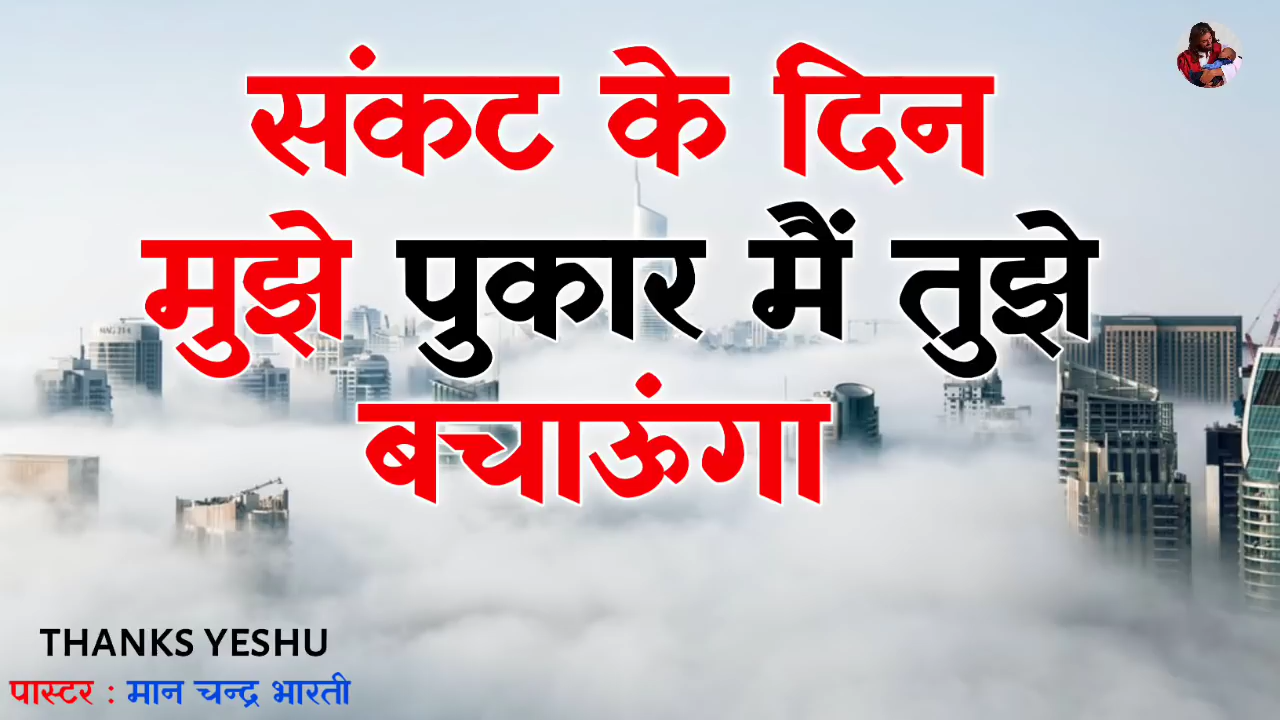 संकट के दिन
मुझे पुकार मैं तुझे
बचाऊंगा
THANKS YESHU
पास्टर : मान चन्द्र भारती